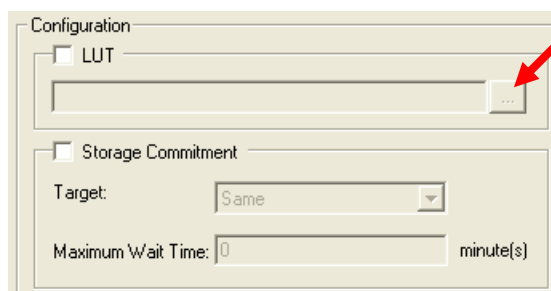 Configuration
LUT
...
Storage Commitment
Target: Same
Maximum Wait Time: 0 minute(s)